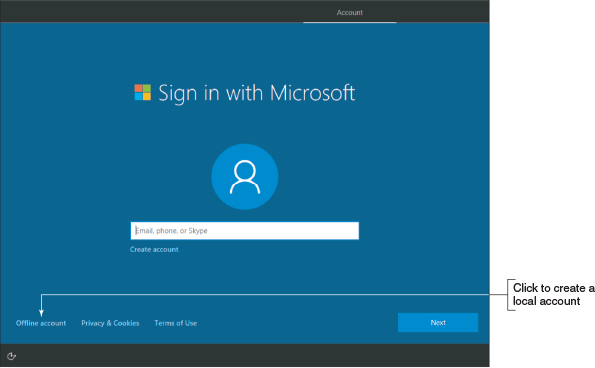 Account
Sign in with Microsoft
Email, phone, or Skype
Create account
Click to create a
local account
Offline account
Privacy & Cookies
Terms of Use
Next